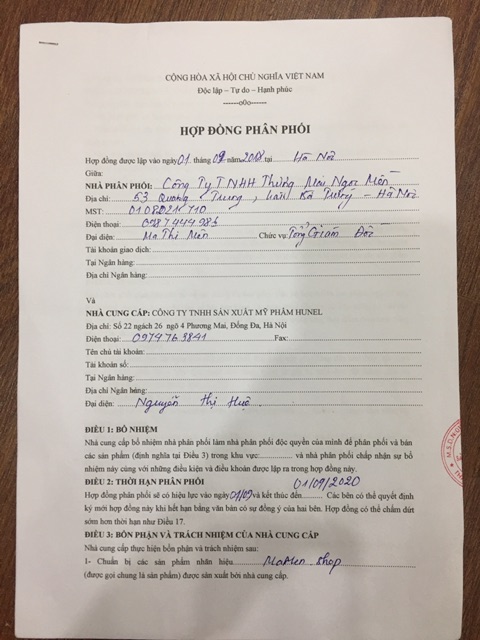 CỘNG HÒA XÃ HỘI CHỦ NGHĨA VIỆT NAM
Độc lập – Tự do – Hạnh phúc
------o0o------
HỢP ĐỒNG PHÂN PHỐI
Hợp đồng được lập vào ngày 01. tháng 09 năm 2018 tại Hà Nội
Giữa:
NHÀ PHÂN PHỐI: Công Ty TNHH Thương Mại Ngọc Mến
Địa chỉ: 53 Quang Trung, Hai Bà Trưng - Hà Nội
MST: 0108021710
Điện thoại: 0987444983
Đại diện: Ma Thị Mến Chức vụ: Tổng Giám Đốc
Tài khoản giao dịch:
Tại Ngân hàng:
Địa chỉ Ngân hàng:
Và
NHÀ CUNG CẤP: CÔNG TY TNHH SẢN XUẤT MỸ PHẨM HUNEL
Địa chỉ: Số 22 ngách 26 ngõ 4 Phương Mai, Đống Đa, Hà Nội
Điện thoại: 0974763841 Fax:
Tên chủ tài khoản:
Tài khoản số:
Tại Ngân hàng:
Địa chỉ Ngân hàng:
Đại diện: Nguyễn Thị Huệ
ĐIỀU 1: BỔ NHIỆM
Nhà cung cấp bổ nhiệm nhà phân phối làm nhà phân phối độc quyền của mình để phân phối và bán
các sản phẩm (định nghĩa tại Điều 3) trong khu vực: và nhà phân phối chấp nhận sự bổ
nhiệm này cùng với những điều kiện và điều khoản được lập ra trong hợp đồng này.
ĐIỀU 2: THỜI HẠN PHÂN PHỐI 01/09/2020
Hợp đồng phân phối sẽ có hiệu lực vào ngày 01/09 và kết thúc đến Các bên có thể quyết định
ký mới hợp đồng này khi hết hạn bằng văn bản có sự đồng ý của hai bên. Hợp đồng có thể chấm dứt
sớm hơn thời hạn như Điều 17.
ĐIỀU 3: BỔN PHẬN VÀ TRÁCH NHIỆM CỦA NHÀ CUNG CẤP
Nhà cung cấp thực hiện bổn phận và trách nhiệm sau:
1- Chuẩn bị các sản phẩm nhãn hiệu MaMen Shop
(được gọi chung là sản phẩm) được sản xuất bởi nhà cung cấp.